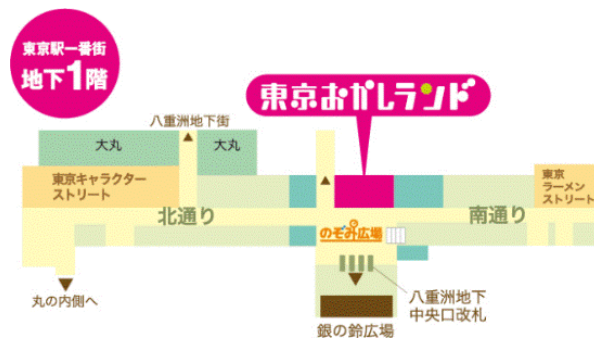 東京駅一番街
地下1階
東京おかしランド
八重洲地下街
大丸
大丸
東京キャラクター
ストリート
東京
ラーメン
ストリート
北通り
南通り
のぞみ広場
丸の内側へ
八重洲地下
中央口改札
銀の鈴広場